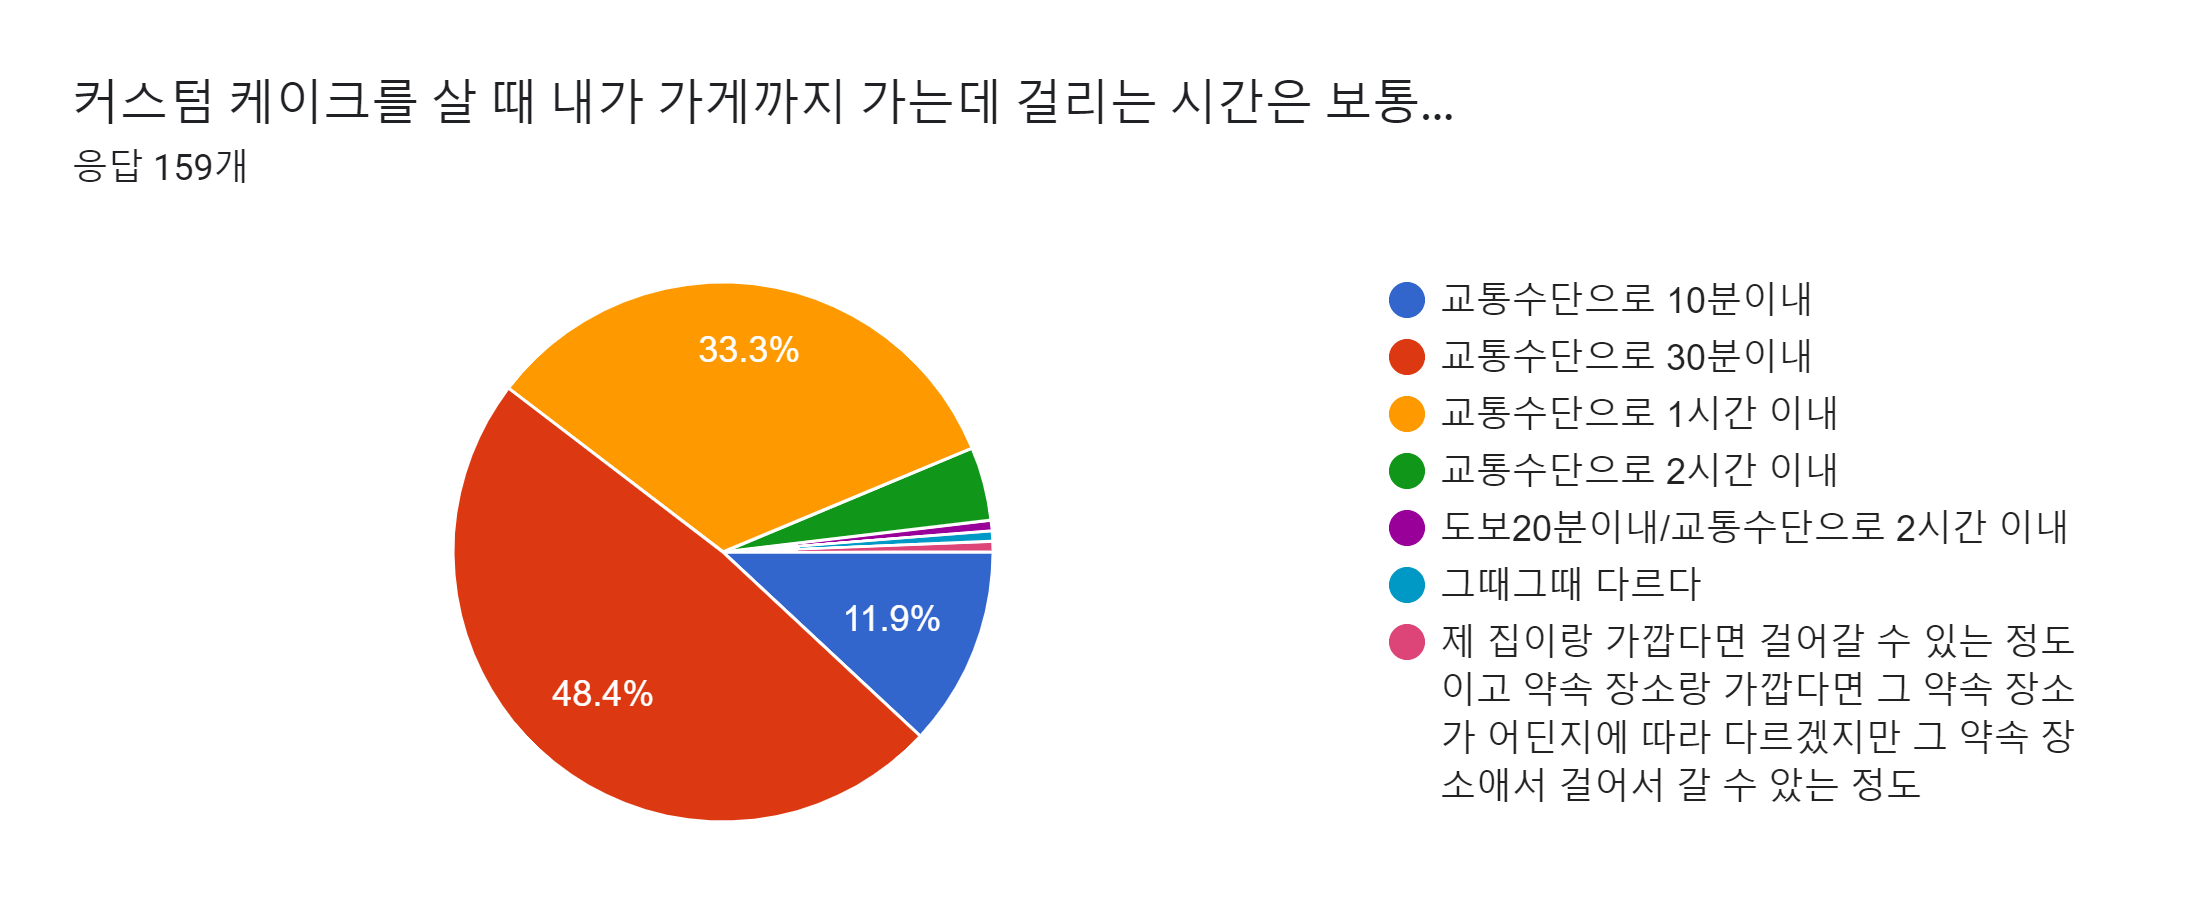 커스텀 케이크를 살 때 내가 가게까지 가는데 걸리는 시간은 보통...
응답 159개
33.3%
11.9%
48.4%
교통수단으로 10분이내
교통수단으로 30분이내
교통수단으로 1시간 이내
교통수단으로 2시간 이내
도보20분이내/교통수단으로 2시간 이내
그때그때 다르다
제 집이랑 가깝다면 걸어갈 수 있는 정도
이고 약속 장소랑 가깝다면 그 약속 장소
가 어딘지에 따라 다르겠지만 그 약속 장
소애서 걸어서 갈 수 았는 정도